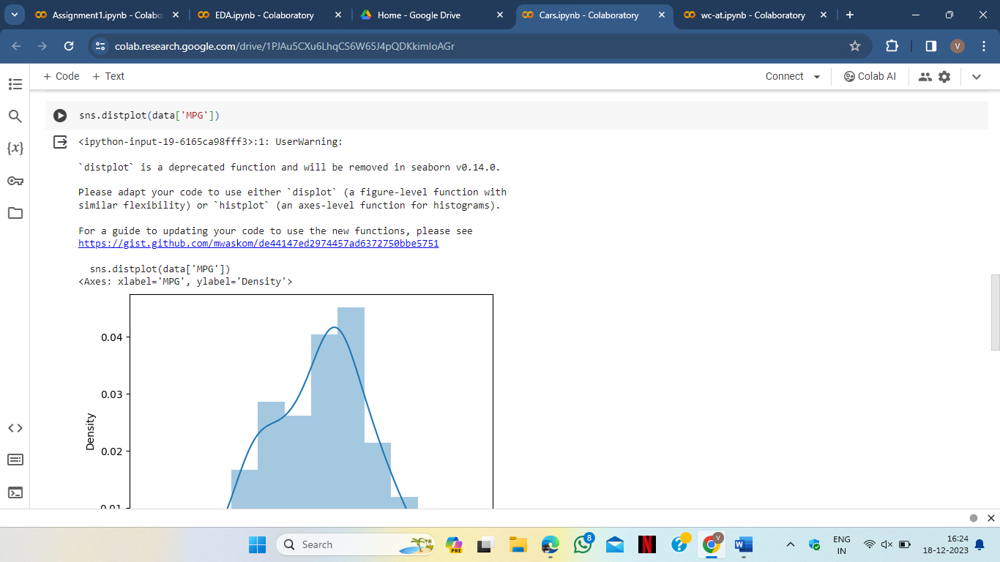 Assignment1.ipynb - Colabo
EDA.ipynb - Colaboratory
Home - Google Drive
Cars.ipynb - Colaboratory
wc-at.ipynb - Colaboratory
colab.research.google.com/drive/1PJAu5CXu6LhqCS6W65J4pQDKkimIoAGr
V
+ Code + Text
Connect
Colab AI
{x}
sns.distplot(data['MPG'])
<ipython-input-19-6165ca98fff3>:1: UserWarning:
`distplot` is a deprecated function and will be removed in seaborn v0.14.0.
Please adapt your code to use either `displot` (a figure-level function with
similar flexibility) or `histplot` (an axes-level function for histograms).
For a guide to updating your code to use the new functions, please see
https://gist.github.com/mwaskom/de44147ed2974457ad6372750bbe5751
sns.distplot(data['MPG'])
<Axes: xlabel='MPG', ylabel='Density'>
0.04
0.03
0.02
0.01
Density
Search
PRE
8
N
?
V
W
ENG
IN
16:24
18-12-2023